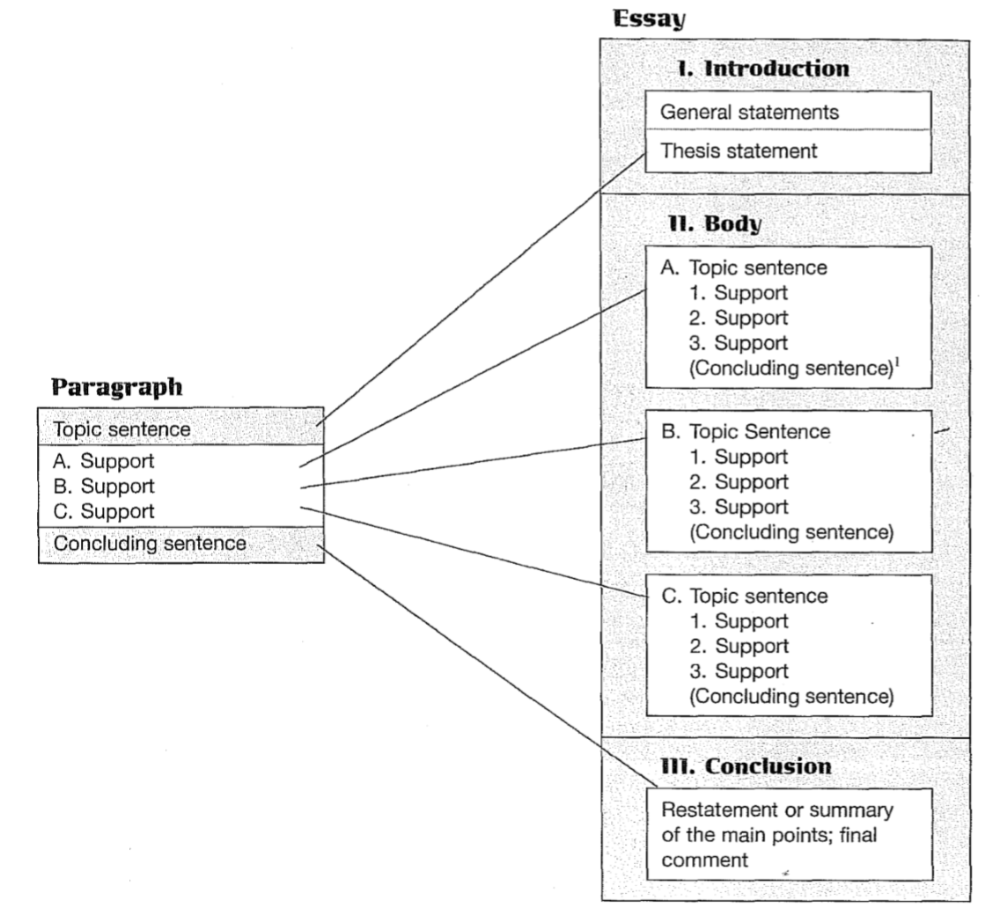 Essay
I. Introduction
General statements
Thesis statement
II. Body
A. Topic sentence
1. Support
2. Support
3. Support
(Concluding sentence)¹
Paragraph
Topic sentence
A. Support
B. Support
C. Support
Concluding sentence
B. Topic Sentence
1. Support
2. Support
3. Support
(Concluding sentence)
C. Topic sentence
1. Support
2. Support
3. Support
(Concluding sentence)
III. Conclusion
Restatement or summary
of the main points; final
comment